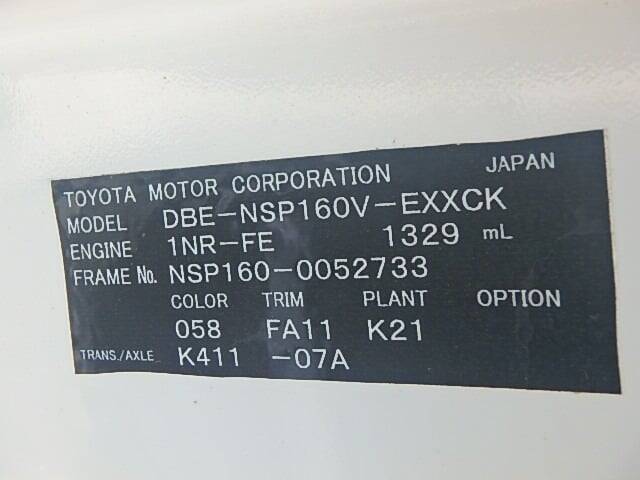 TOYOTA MOTOR CORPORATION JAPAN
MODEL DBE-NSP160V-EXXCK
ENGINE 1NR-FE 1329 mL
FRAME No. NSP160-0052733
COLOR TRIM PLANT OPTION
058 FA11 K21
TRANS./AXLE K411 -07A